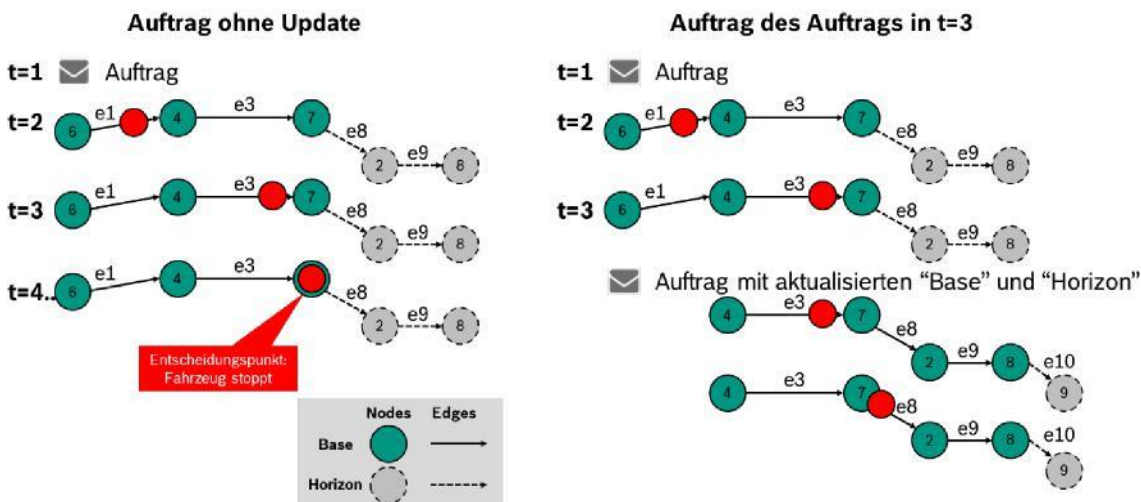 Auftrag ohne Update
t=1 Auftrag
t=2 6 e1 4 e3 7 e8 2 e9 8
t=3 6 e1 4 e3 7 e8 2 e9 8
t=4.. 6 e1 4 e3 e8 2 e9 8
Entscheidungspunkt:
Fahrzeug stoppt
Nodes Edges
Base
Horizon
Auftrag des Auftrags in t=3
t=1 Auftrag
t=2 6 e1 4 e3 7 e8 2 e9 8
t=3 6 e1 4 e3 7 e8 2 e9 8
Auftrag mit aktualisierten “Base” und “Horizon”
4 e3 7 e8 2 e9 8 e10 9
4 e3 7 e8 2 e9 8 e10 9